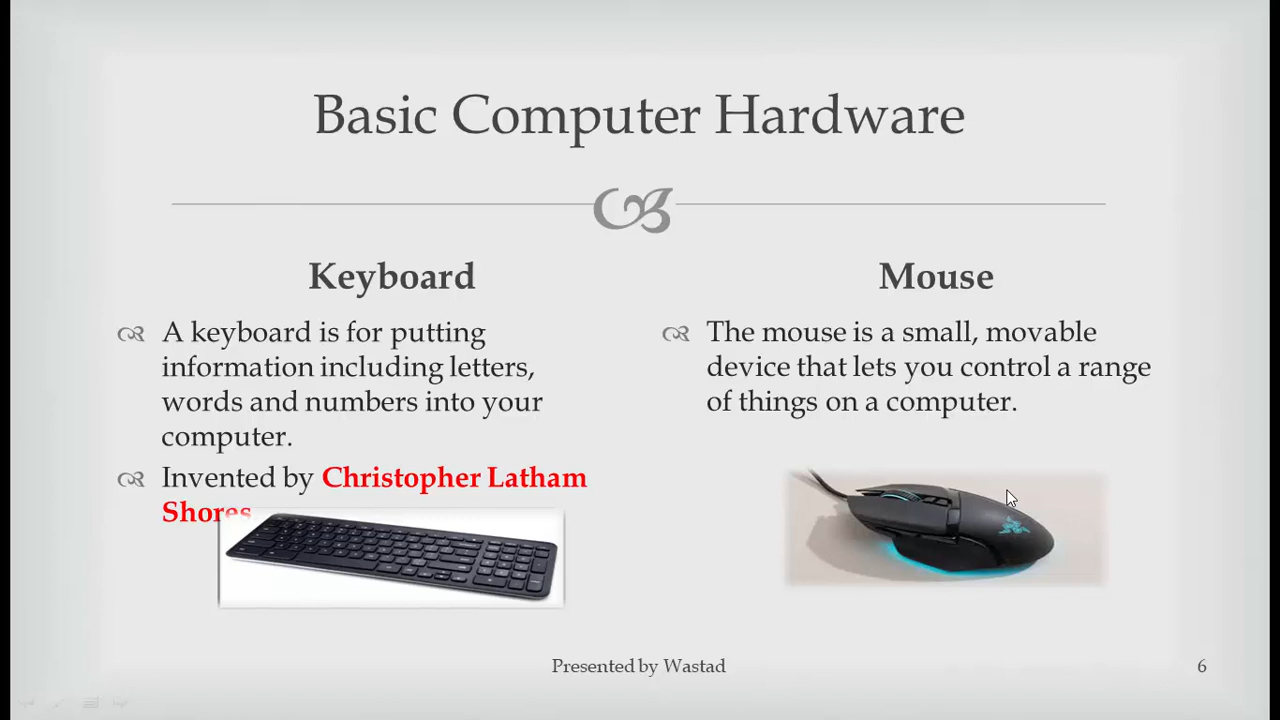 Basic Computer Hardware
Keyboard
A keyboard is for putting
information including letters,
words and numbers into your
computer.
Invented by Christopher Latham
Shores
Mouse
The mouse is a small, movable
device that lets you control a range
of things on a computer.
Presented by Wastad
6